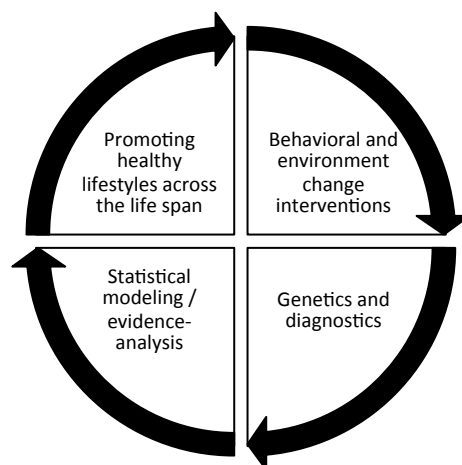 Promoting
healthy
lifestyles across
the life span
Behavioral and
environment
change
interventions
Statistical
modeling /
evidence-
analysis
Genetics and
diagnostics